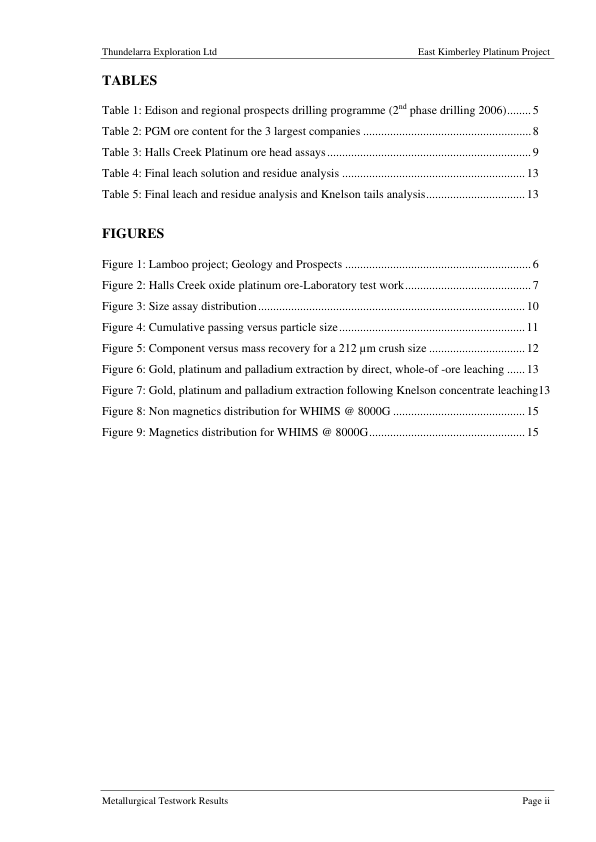 Thundelarra Exploration Ltd East Kimberley Platinum Project
TABLES
Table 1: Edison and regional prospects drilling programme (2nd phase drilling 2006)........ 5
Table 2: PGM ore content for the 3 largest companies ........................................................ 8
Table 3: Halls Creek Platinum ore head assays.................................................................... 9
Table 4: Final leach solution and residue analysis ............................................................. 13
Table 5: Final leach and residue analysis and Knelson tails analysis................................. 13
FIGURES
Figure 1: Lamboo project; Geology and Prospects .............................................................. 6
Figure 2: Halls Creek oxide platinum ore-Laboratory test work.......................................... 7
Figure 3: Size assay distribution......................................................................................... 10
Figure 4: Cumulative passing versus particle size.............................................................. 11
Figure 5: Component versus mass recovery for a 212 µm crush size ................................ 12
Figure 6: Gold, platinum and palladium extraction by direct, whole-of -ore leaching ...... 13
Figure 7: Gold, platinum and palladium extraction following Knelson concentrate leaching13
Figure 8: Non magnetics distribution for WHIMS @ 8000G ............................................ 15
Figure 9: Magnetics distribution for WHIMS @ 8000G.................................................... 15
Metallurgical Testwork Results Page ii